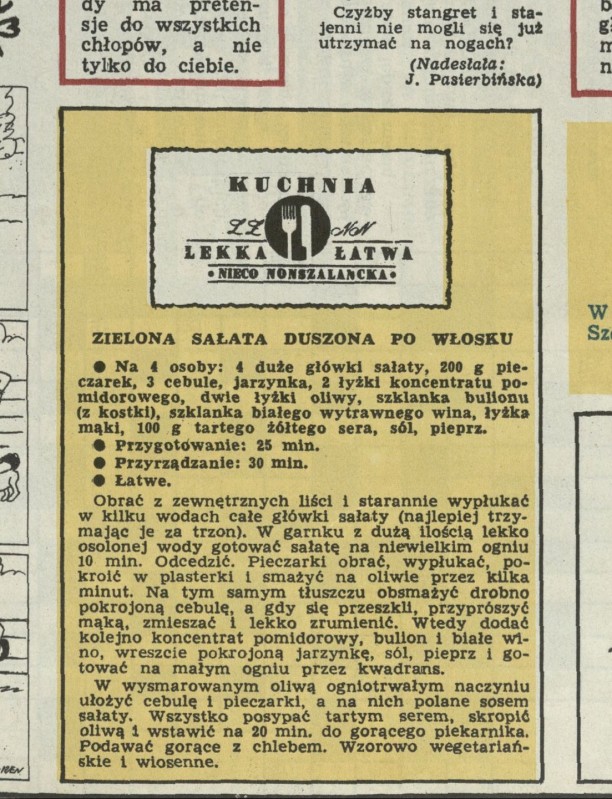 dy ma preten-
sje do wszystkich
chłopów, a nie
tylko do ciebie.
Czyżby stangret i sta-
jenni nie mogli się już
utrzymać na nogach?
(Nadesłała:
J. Pasierbińska)
KUCHNIA
ŁŻ NN
LEKKA ŁATWA
• NIECO NONSZALANCKA •
ZIELONA SAŁATA DUSZONA PO WŁOSKU
● Na 4 osoby: 4 duże główki sałaty, 200 g pie-
czarek, 3 cebule, jarzynka, 2 łyżki koncentratu po-
midorowego, dwie łyżki oliwy, szklanka bulionu
(z kostki), szklanka białego wytrawnego wina, łyżka
mąki, 100 g tartego żółtego sera, sól, pieprz.
● Przygotowanie: 25 min.
● Przyrządzanie: 30 min.
● Łatwe.
Obrać z zewnętrznych liści i starannie wypłukać
w kilku wodach całe główki sałaty (najlepiej trzy-
mając je za trzon). W garnku z dużą ilością lekko
osolonej wody gotować sałatę na niewielkim ogniu
10 min. Odcedzić. Pieczarki obrać, wypłukać, po-
kroić w plasterki i smażyć na oliwie przez kilka
minut. Na tym samym tłuszczu obsmażyć drobno
pokrojoną cebulę, a gdy się przeszkli, przyprószyć
mąką, zmieszać i lekko zrumienić. Wtedy dodać
kolejno koncentrat pomidorowy, bulion i białe wi-
no, wreszcie pokrojoną jarzynkę, sól, pieprz i go-
tować na małym ogniu przez kwadrans.
W wysmarowanym oliwą ogniotrwałym naczyniu
ułożyć cebulę i pieczarki, a na nich polane sosem
sałaty. Wszystko posypać tartym serem, skropić
oliwą i wstawić na 20 min. do gorącego piekarnika.
Podawać gorące z chlebem. Wzorowo wegetariań-
skie i wiosenne.
W